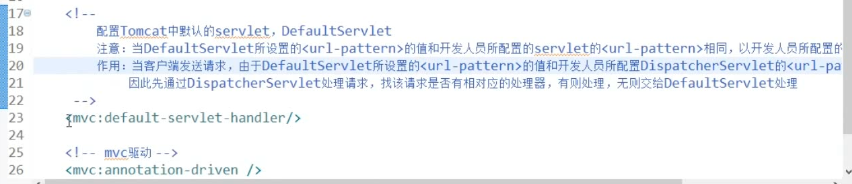 17 <!--
18 配置Tomcat中默认的servlet，DefaultServlet
19 注意：当DefaultServlet所设置的<url-pattern>的值和开发人员所配置的servlet的<url-pattern>相同，以开发人员所配置的
20 作用：当客户端发送请求，由于DefaultServlet所设置的<url-pattern>的值和开发人员所配置DispatcherServlet的<url-pa
21 因此先通过DispatcherServlet处理请求，找该请求是否有相对应的处理器，有则处理，无则交给DefaultServlet处理
22 -->
23 <mvc:default-servlet-handler/>
24
25 <!-- mvc驱动 -->
26 <mvc:annotation-driven />